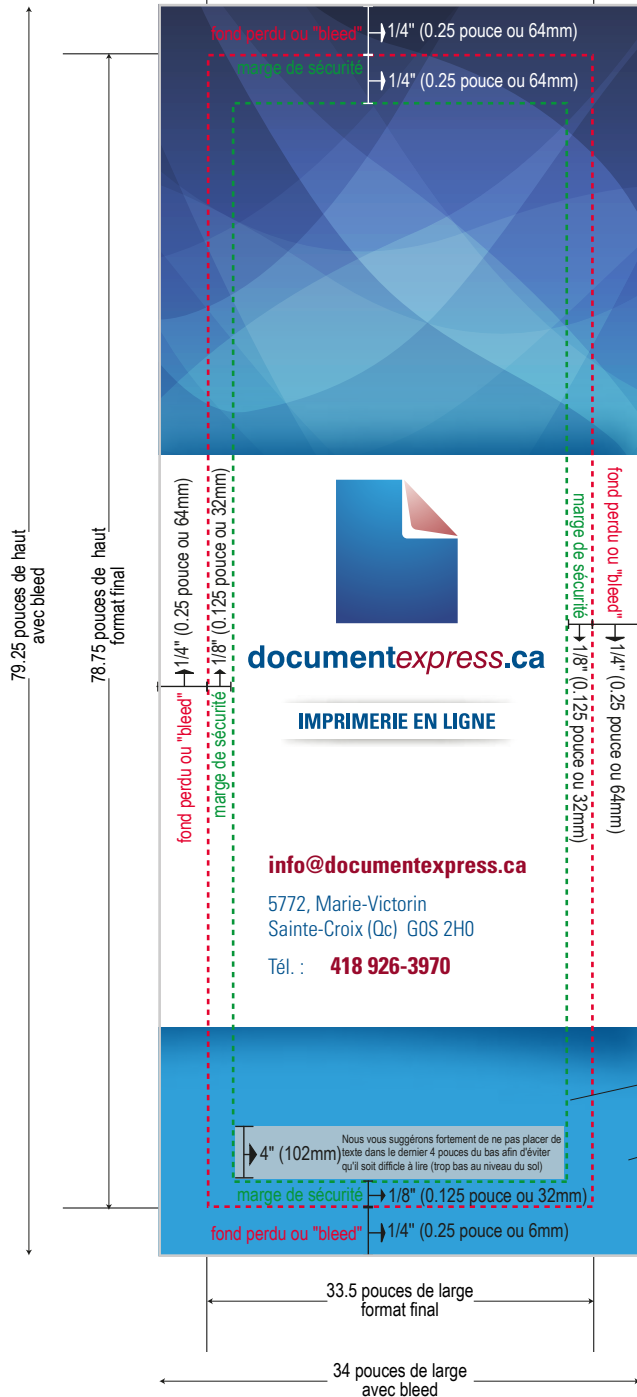 fond perdu ou "bleed" 1/4" (0.25 pouce ou 64mm)
marge de sécurité 1/4" (0.25 pouce ou 64mm)
79.25 pouces de haut
avec bleed
78.75 pouces de haut
format final
fond perdu ou "bleed" 1/4" (0.25 pouce ou 64mm)
marge de sécurité 1/8" (0.125 pouce ou 32mm)
marge de sécurité 1/8" (0.125 pouce ou 32mm)
fond perdu ou "bleed" 1/4" (0.25 pouce ou 64mm)
documentexpress.ca
IMPRIMERIE EN LIGNE
info@documentexpress.ca
5772, Marie-Victorin
Sainte-Croix (Qc) G0S 2H0
Tél. : 418 926-3970
4" (102mm)
Nous vous suggérons fortement de ne pas placer de
texte dans le dernier 4 pouces du bas afin d'éviter
qu'il soit difficle à lire (trop bas au niveau du sol)
marge de sécurité 1/8" (0.125 pouce ou 32mm)
fond perdu ou "bleed" 1/4" (0.25 pouce ou 6mm)
33.5 pouces de large
format final
34 pouces de large
avec bleed